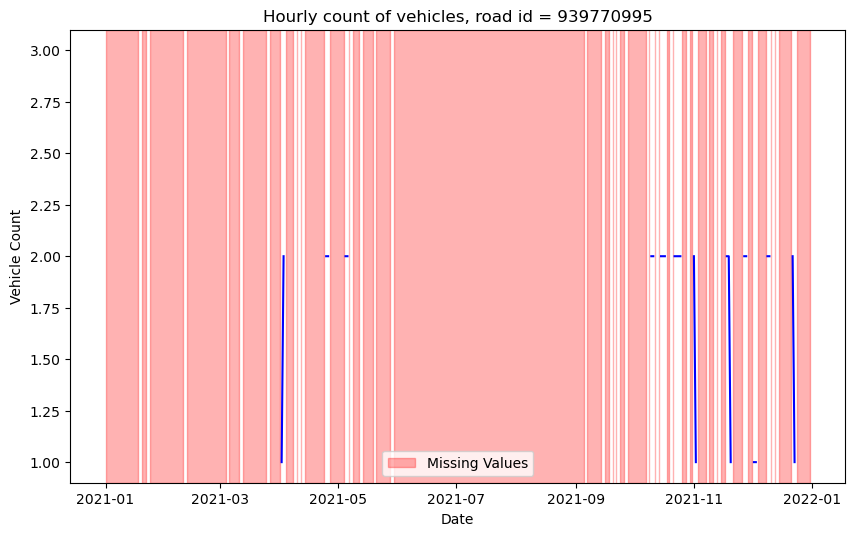 Hourly count of vehicles, road id = 939770995
Vehicle Count
3.00
2.75
2.50
2.25
2.00
1.75
1.50
1.25
1.00
Missing Values
2021-01 2021-03 2021-05 2021-07 2021-09 2021-11 2022-01
Date